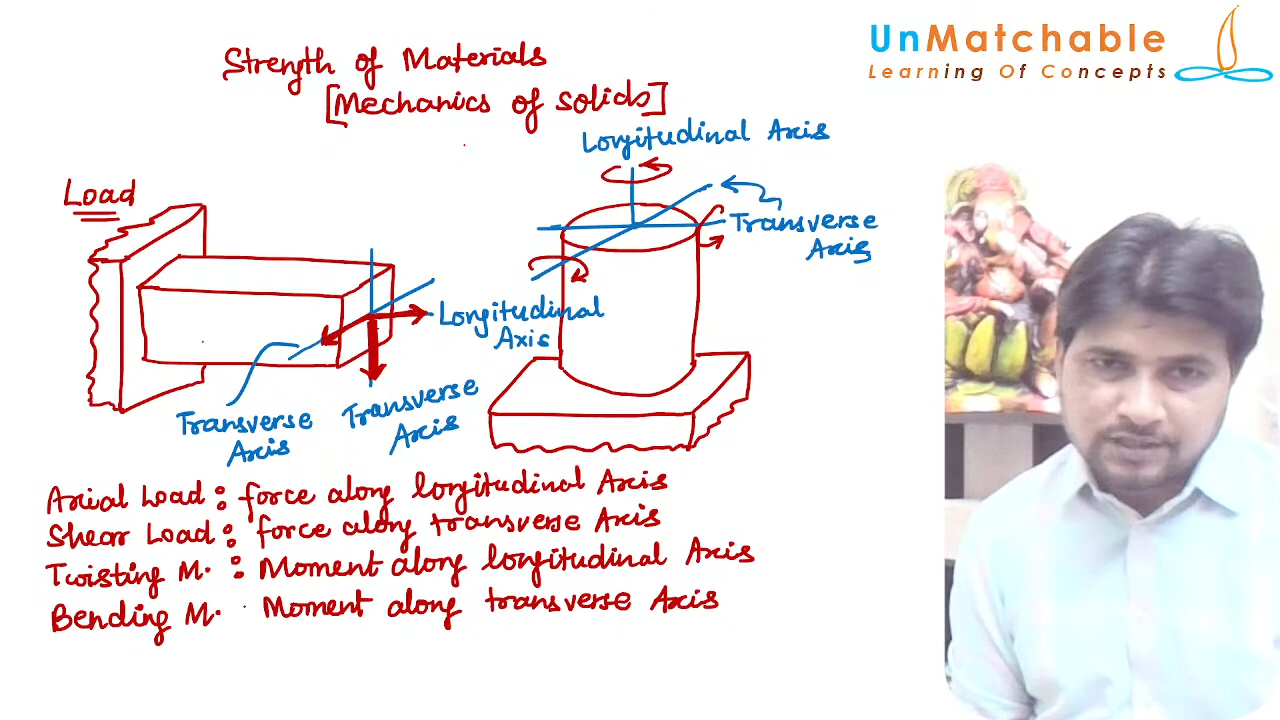 UnMatchable
Learning Of Concepts
Strength of Materials
[Mechanics of solids]
Longitudinal Axis
Load
Transverse
Axis
Longitudinal
Axis
Transverse
Axis
Transverse
Axis
Axial Load : force along longitudinal Axis
Shear Load : force along transverse Axis
Twisting M. : Moment along longitudinal Axis
Bending M. Moment along transverse Axis